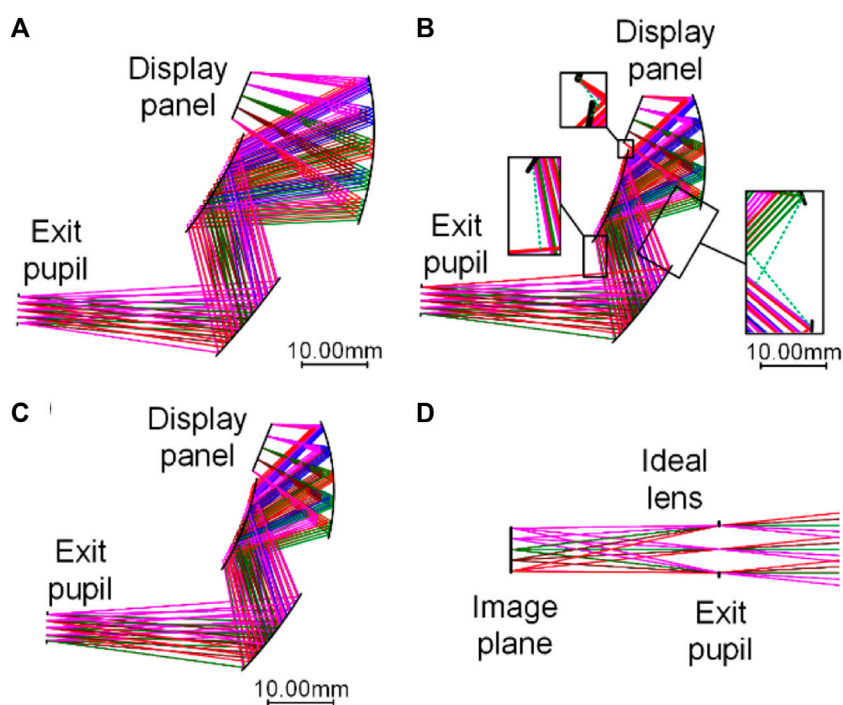 A
Display
panel
Exit
pupil
10.00mm
B
Display
panel
Exit
pupil
10.00mm
C
Display
panel
Exit
pupil
10.00mm
D
Ideal
lens
Image
plane
Exit
pupil